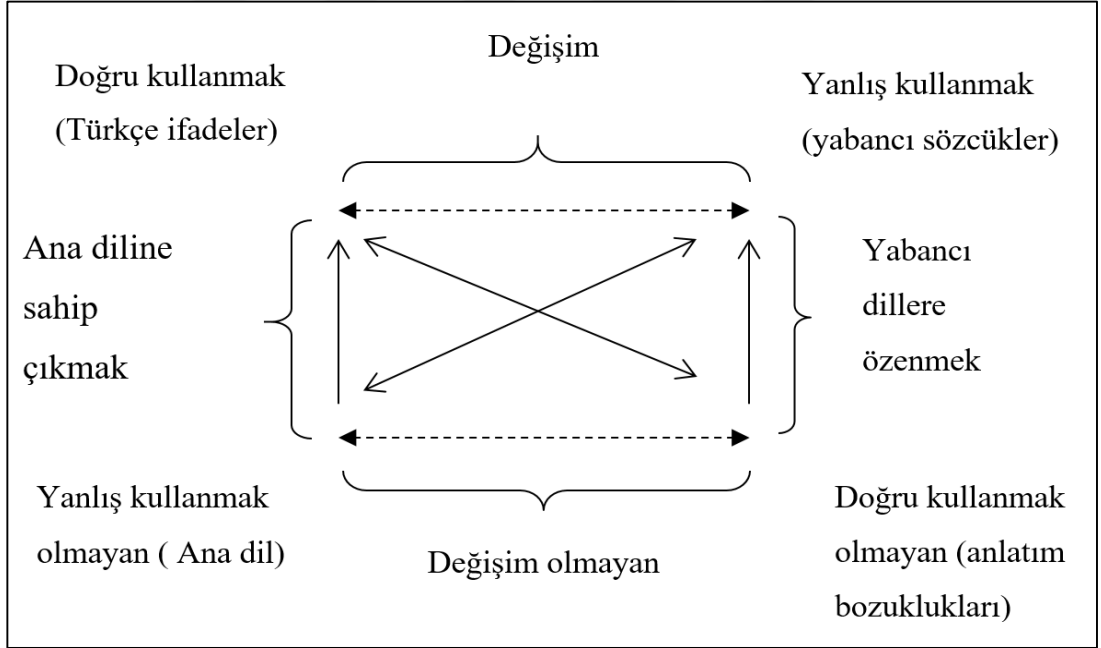 Değişim
Doğru kullanmak
(Türkçe ifadeler)
Yanlış kullanmak
(yabancı sözcükler)
Ana diline
sahip
çıkmak
Yabancı
dillere
özenmek
Yanlış kullanmak
olmayan ( Ana dil)
Değişim olmayan
Doğru kullanmak
olmayan (anlatım
bozuklukları)